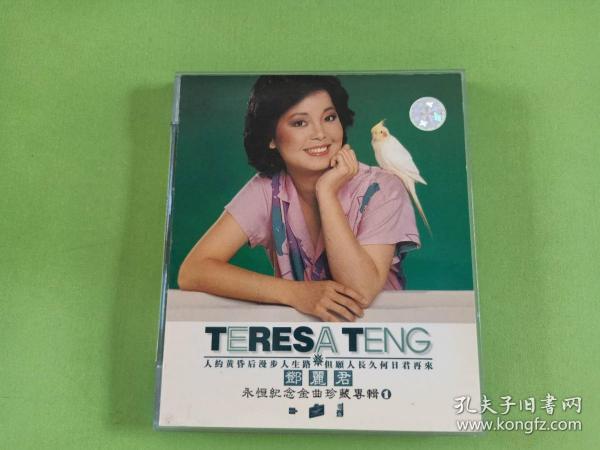 TERESA TENG
人約黃昏后漫步人生路※但願人長久何日君再來
鄧麗君
永恒紀念金曲珍藏專輯1
孔夫子旧书网
www.kongfz.com